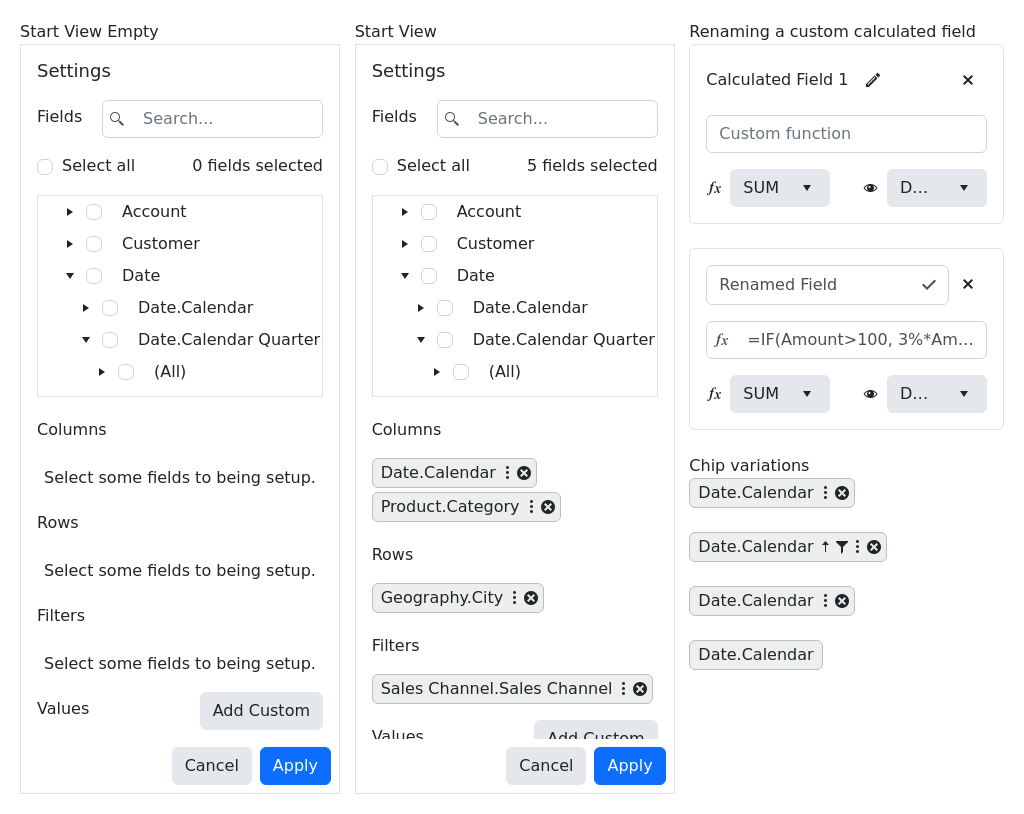 Start View Empty
Settings
Fields
Search...
Select all
0 fields selected
Account
Customer
Date
Date.Calendar
Date.Calendar Quarter
(All)
Columns
Select some fields to being setup.
Rows
Select some fields to being setup.
Filters
Select some fields to being setup.
Values
Add Custom
Cancel
Apply
Start View
Settings
Fields
Search...
Select all
5 fields selected
Account
Customer
Date
Date.Calendar
Date.Calendar Quarter
(All)
Columns
Date.Calendar
Product.Category
Rows
Geography.City
Filters
Sales Channel.Sales Channel
Values
Add Custom
Cancel
Apply
Renaming a custom calculated field
Calculated Field 1
Custom function
fx SUM D...
Renamed Field
fx =IF(Amount>100, 3%*Am...
fx SUM D...
Chip variations
Date.Calendar
Date.Calendar
Date.Calendar
Date.Calendar